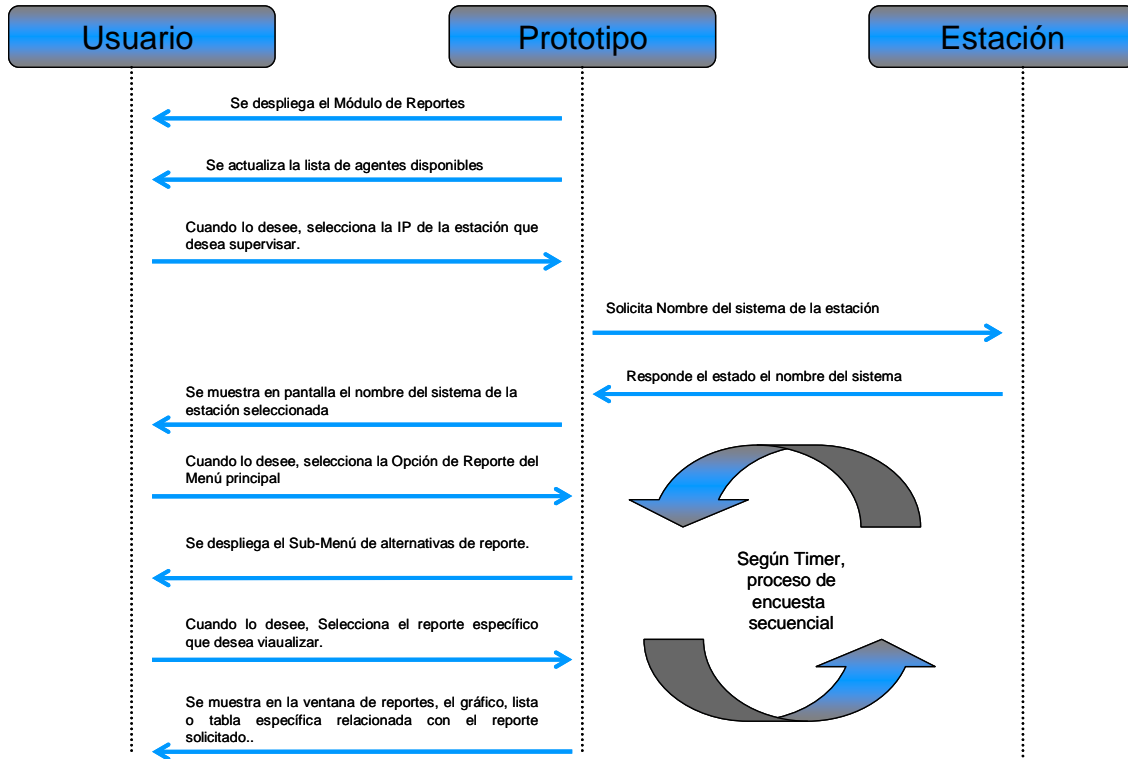 Usuario
Prototipo
Estación
Se despliega el Módulo de Reportes
Se actualiza la lista de agentes disponibles
Cuando lo desee, selecciona la IP de la estación que
desea supervisar.
Solicita Nombre del sistema de la estación
Responde el estado el nombre del sistema
Se muestra en pantalla el nombre del sistema de la
estación seleccionada
Cuando lo desee, selecciona la Opción de Reporte del
Menú principal
Se despliega el Sub-Menú de alternativas de reporte.
Según Timer,
proceso de
encuesta
secuencial
Cuando lo desee, Selecciona el reporte específico
que desea viaualizar.
Se muestra en la ventana de reportes, el gráfico, lista
o tabla específica relacionada con el reporte
solicitado..